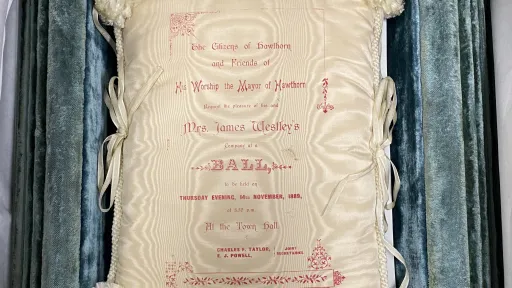 The Citizens of Hawthorn
and Friends of
His Worship the Mayor of Hawthorn
Request the pleasure of her and
Mrs. James Westley's
Company at a
BALL,
to be held on
THURSDAY EVENING, 14th NOVEMBER, 1889,
at 8.30 p.m.
At the Town Hall
CHARLES H. TAYLOR,
E. J. POWELL,
JOINT
SECRETARIES